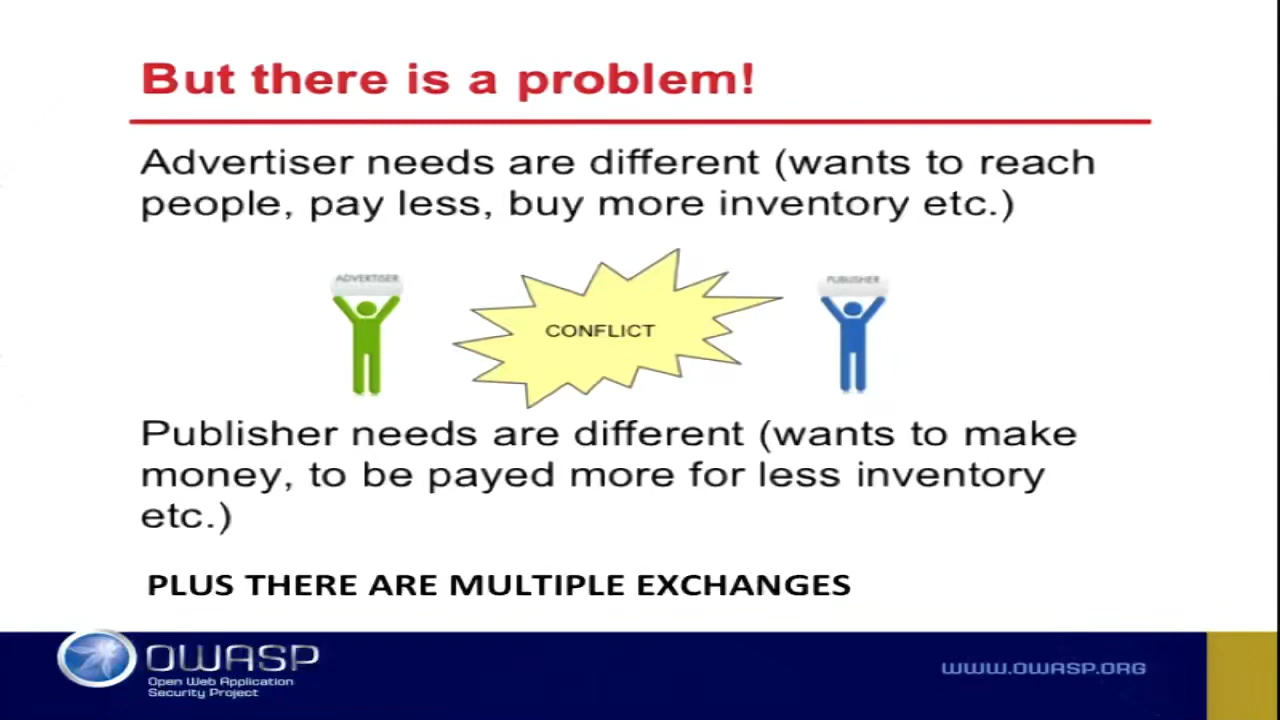 But there is a problem!
Advertiser needs are different (wants to reach
people, pay less, buy more inventory etc.)
ADVERTISER
CONFLICT
PUBLISHER
Publisher needs are different (wants to make
money, to be payed more for less inventory
etc.)
PLUS THERE ARE MULTIPLE EXCHANGES
OWASP
Open Web Application
Security Project
WWW.OWASP.ORG